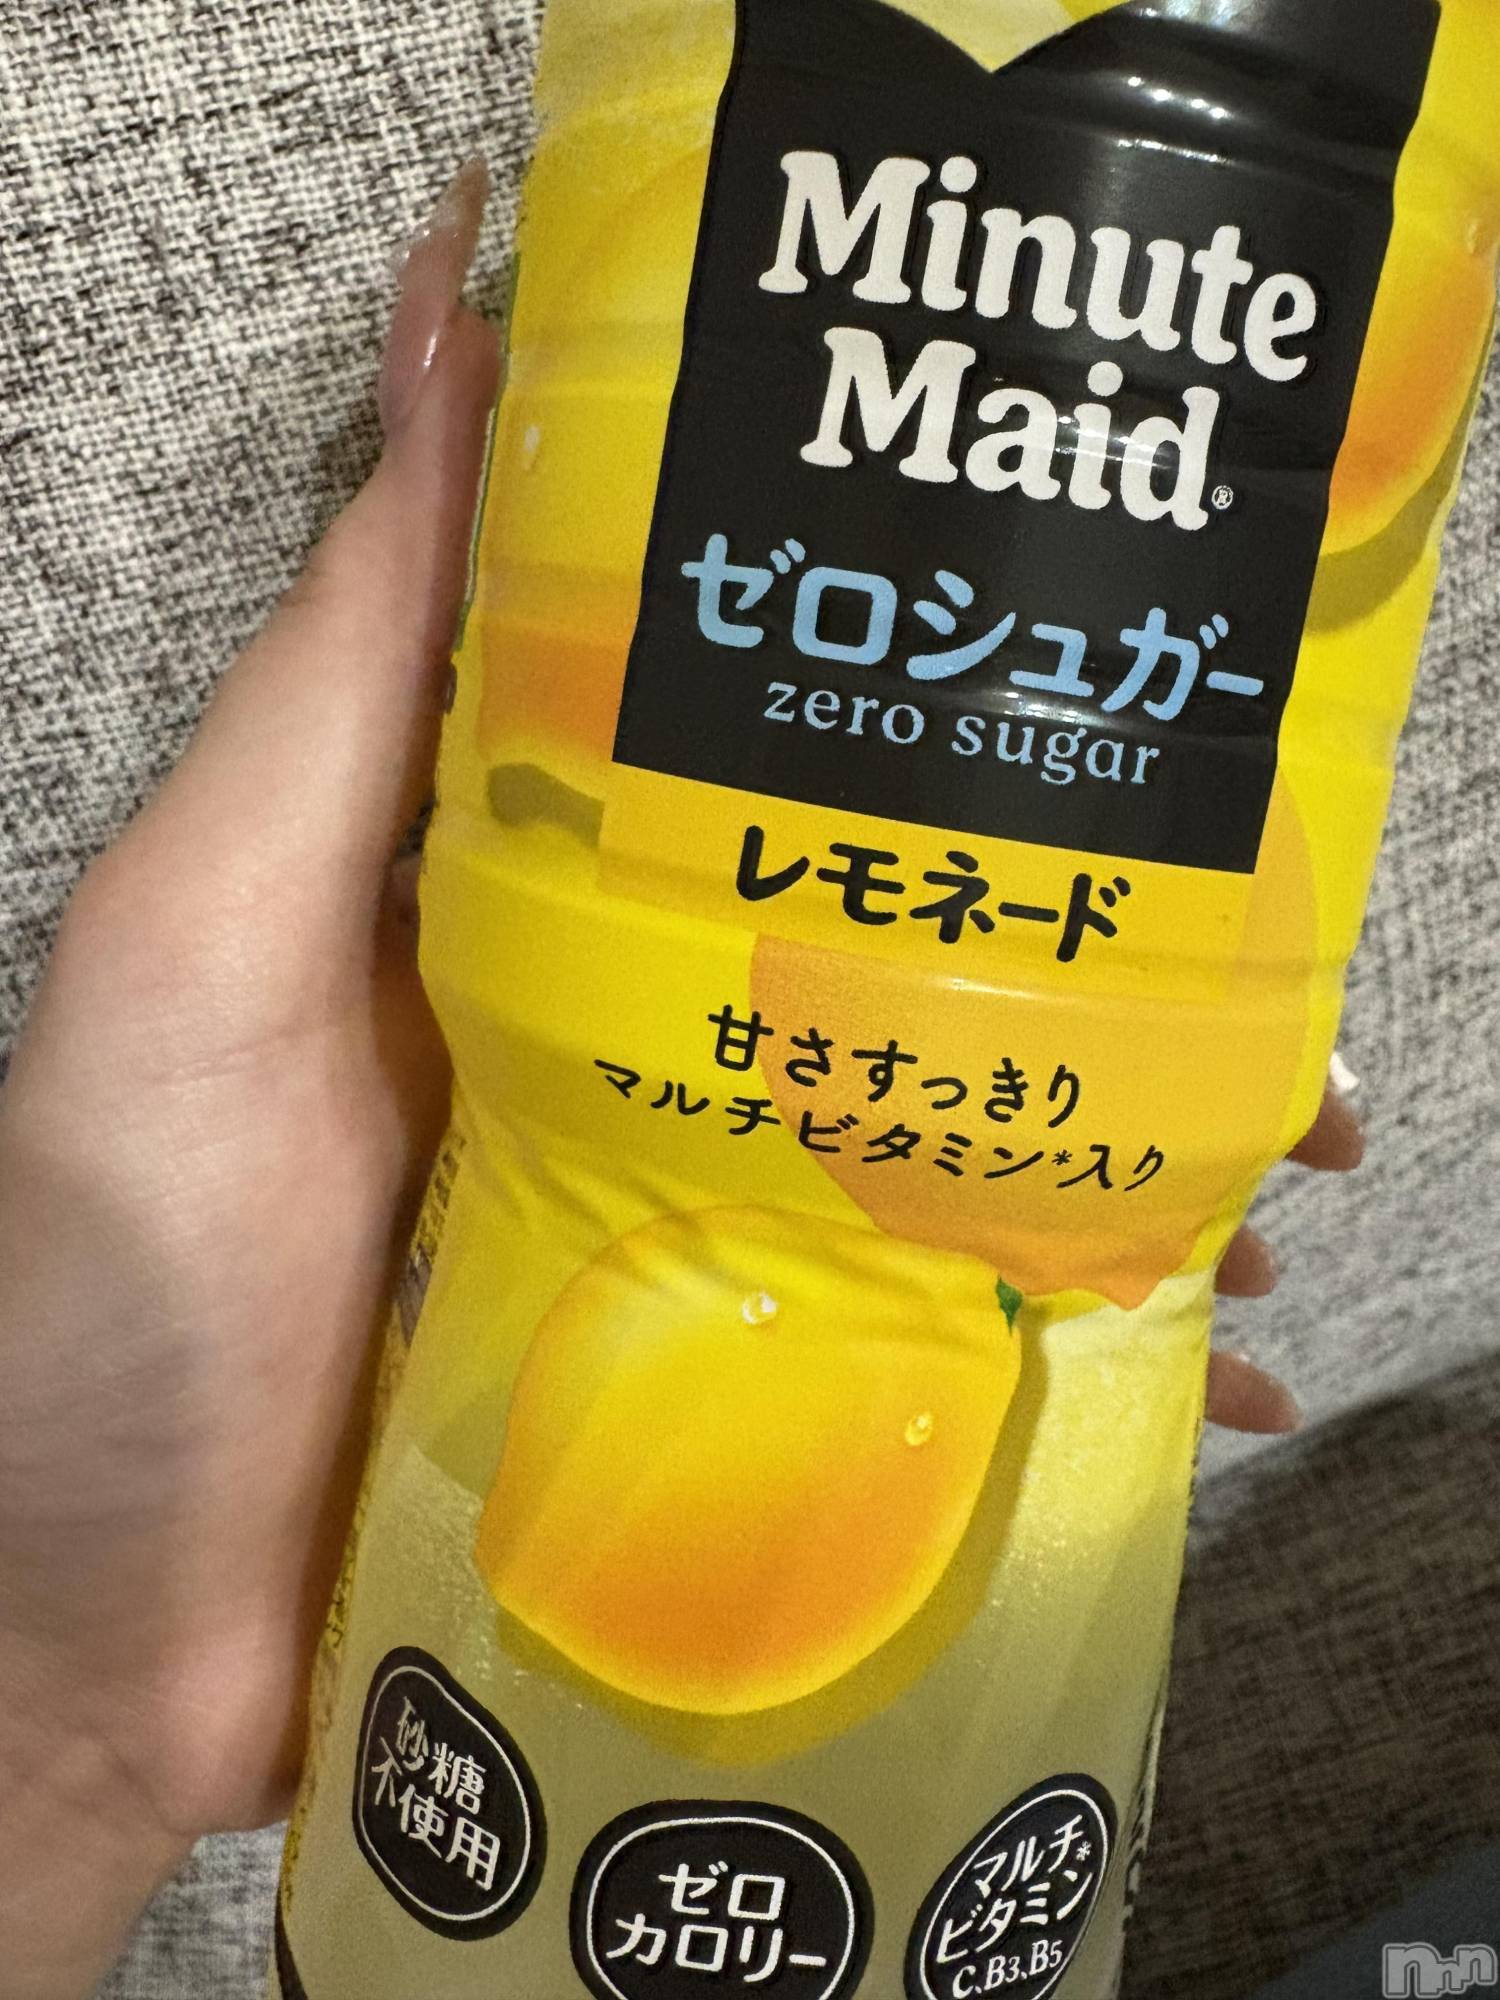 Minute
Maid®
ゼロシュガー
zero sugar
レモネード
甘さすっきり
マルチビタミン*入り
砂糖
不使用
ゼロ
カロリー
マルチ*
ビタミン
C、B3、B5